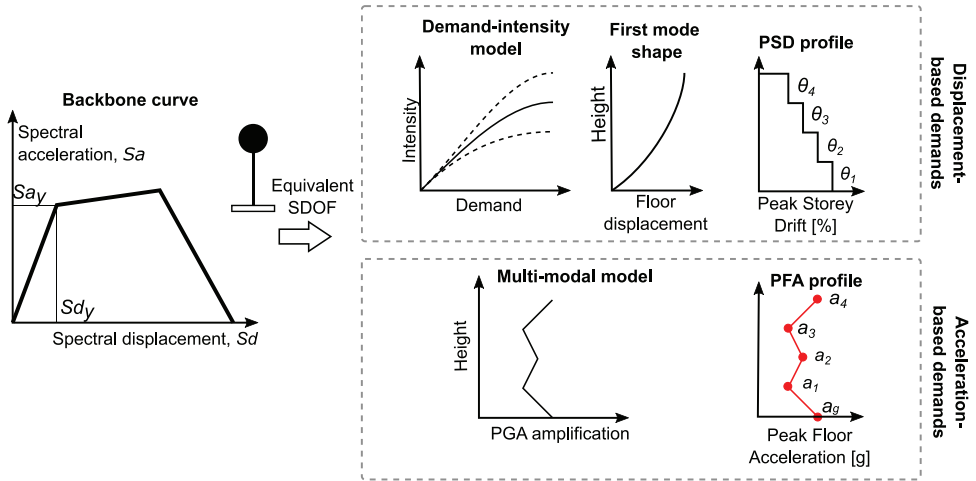 Backbone curve
Spectral
acceleration, Sa
Say
Sdy
Spectral displacement, Sd
Equivalent
SDOF
Demand-intensity
model
Intensity
Demand
First mode
shape
Height
Floor
displacement
PSD profile
θ4
θ3
θ2
θ1
Peak Storey
Drift [%]
Displacement-
based demands
Multi-modal model
Height
PGA amplification
PFA profile
a4
a3
a2
a1
ag
Peak Floor
Acceleration [g]
Acceleration-
based demands